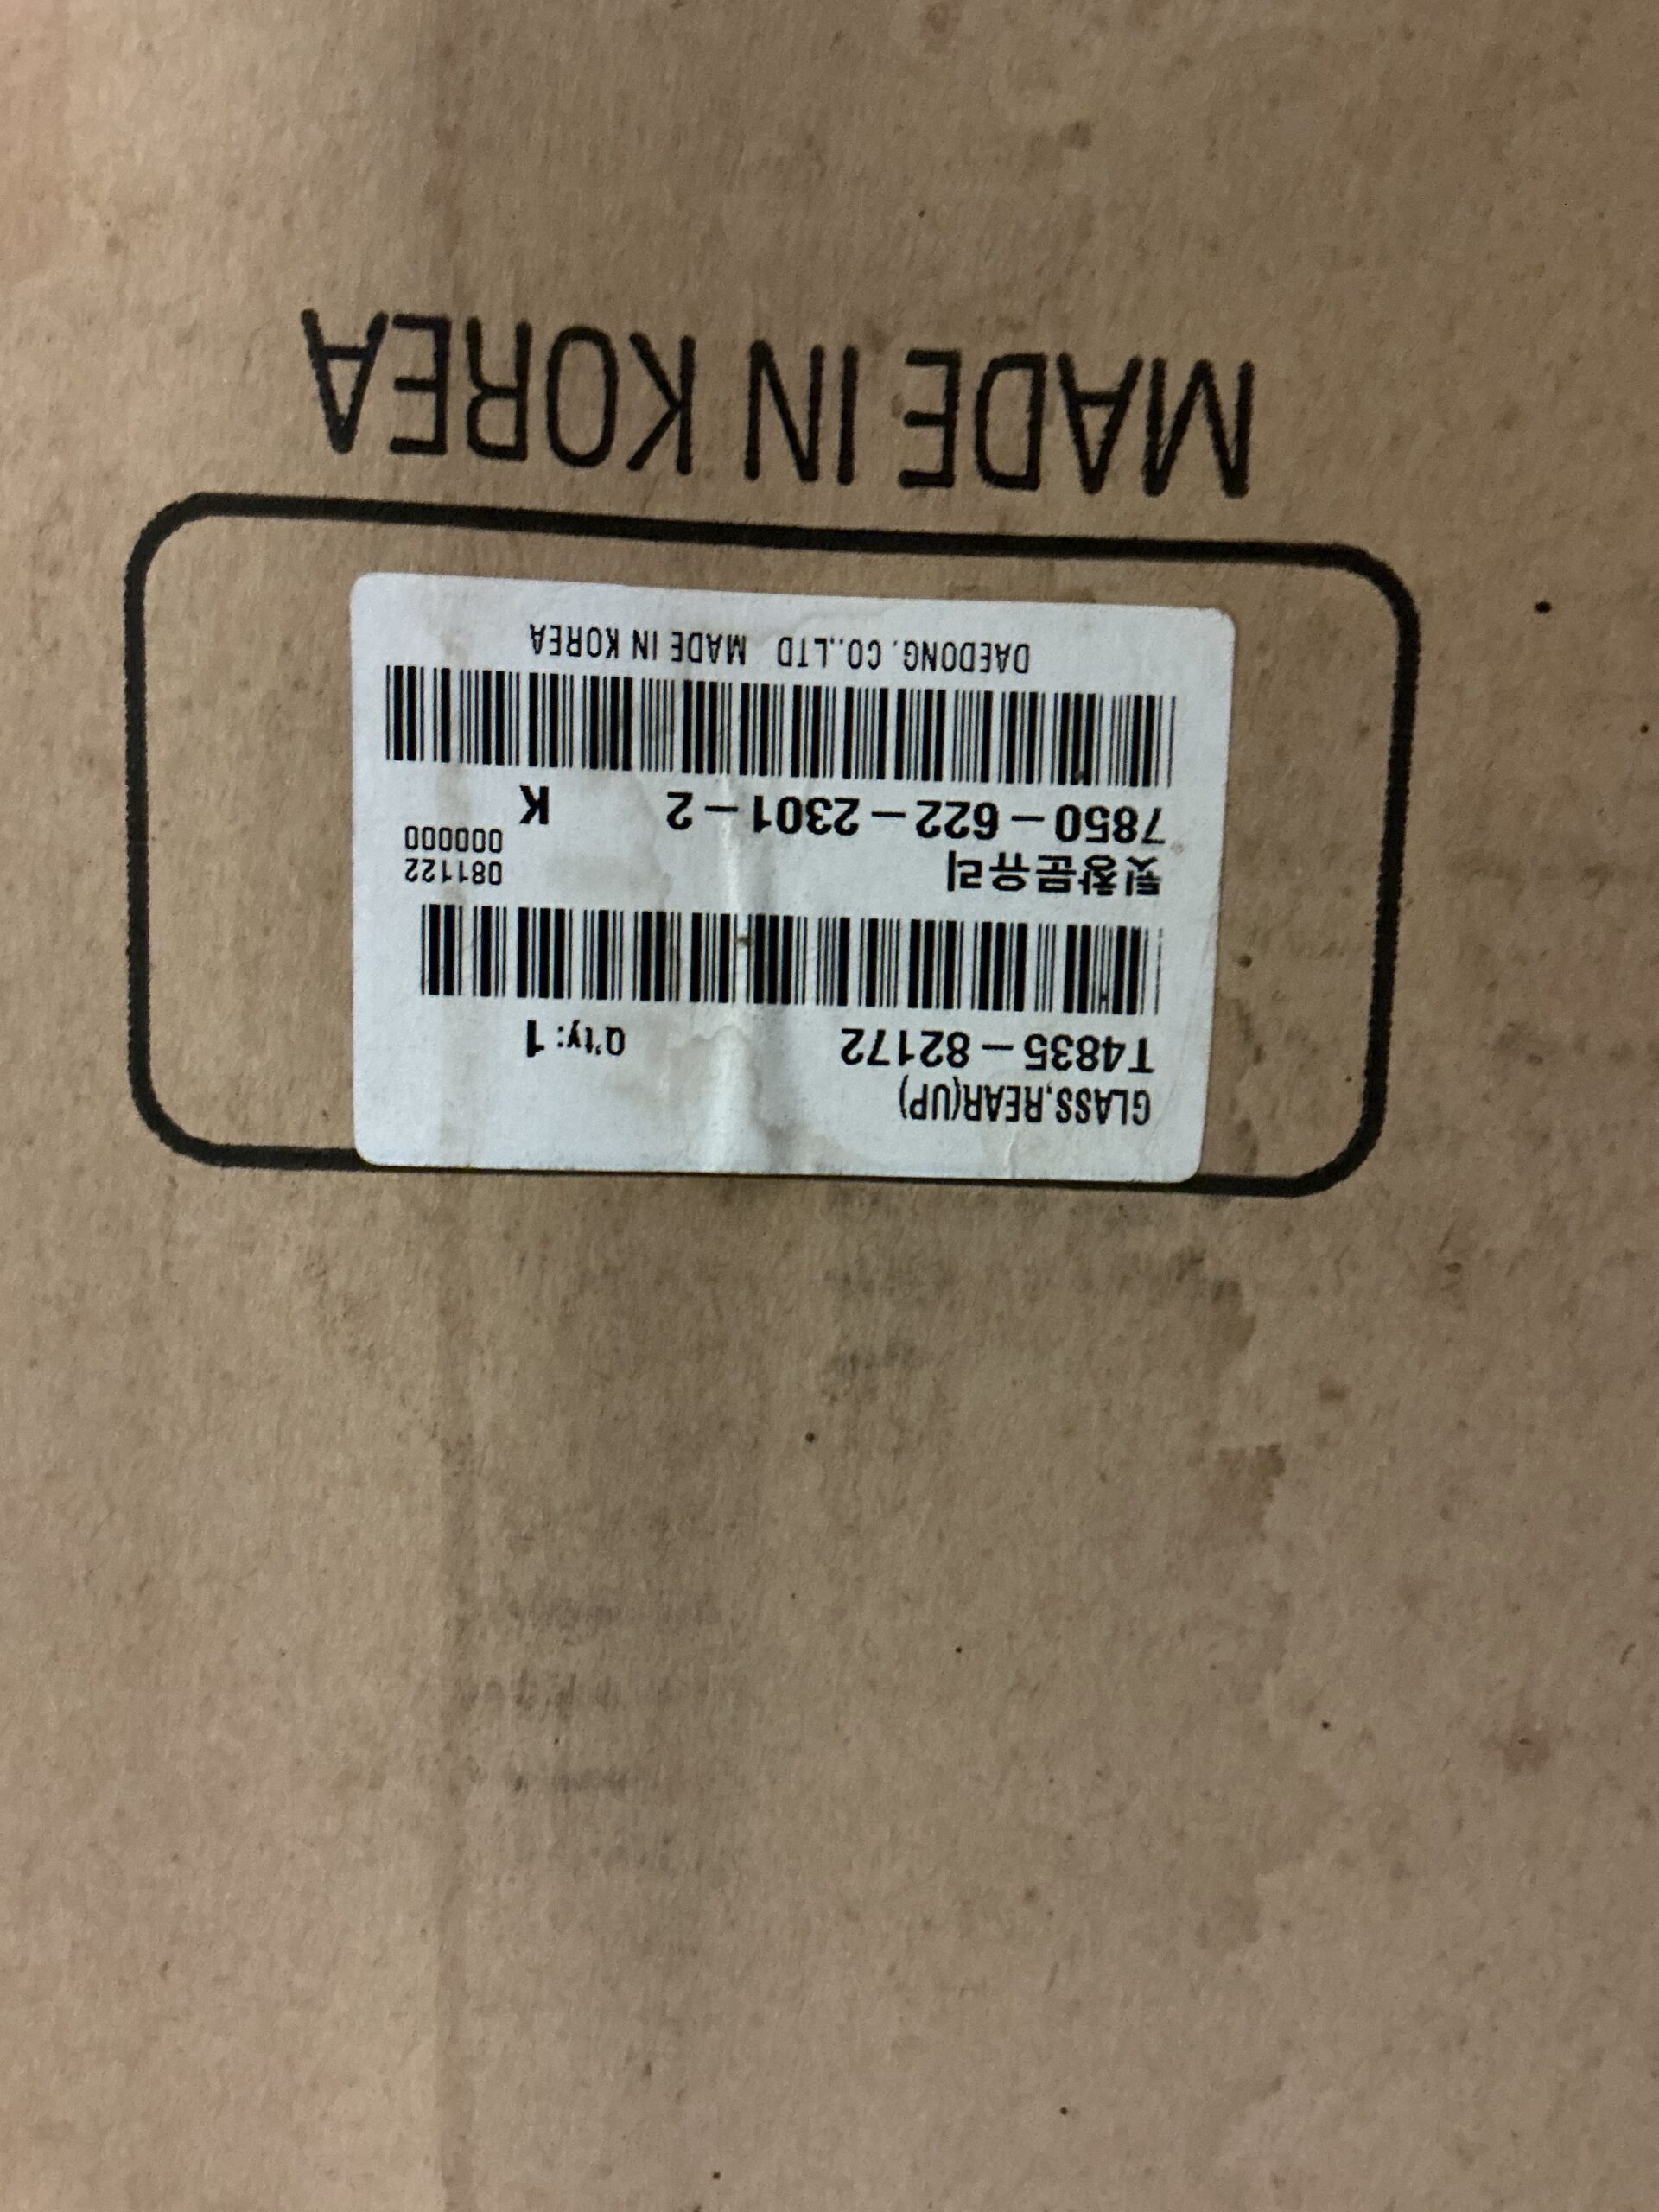 GLASS,REAR(UP)
T4835-82172 Q'ty: 1
뒷창문유리 081122
000000
7850-622-2301-2 K
DAEDONG. CO.,LTD MADE IN KOREA
MADE IN KOREA